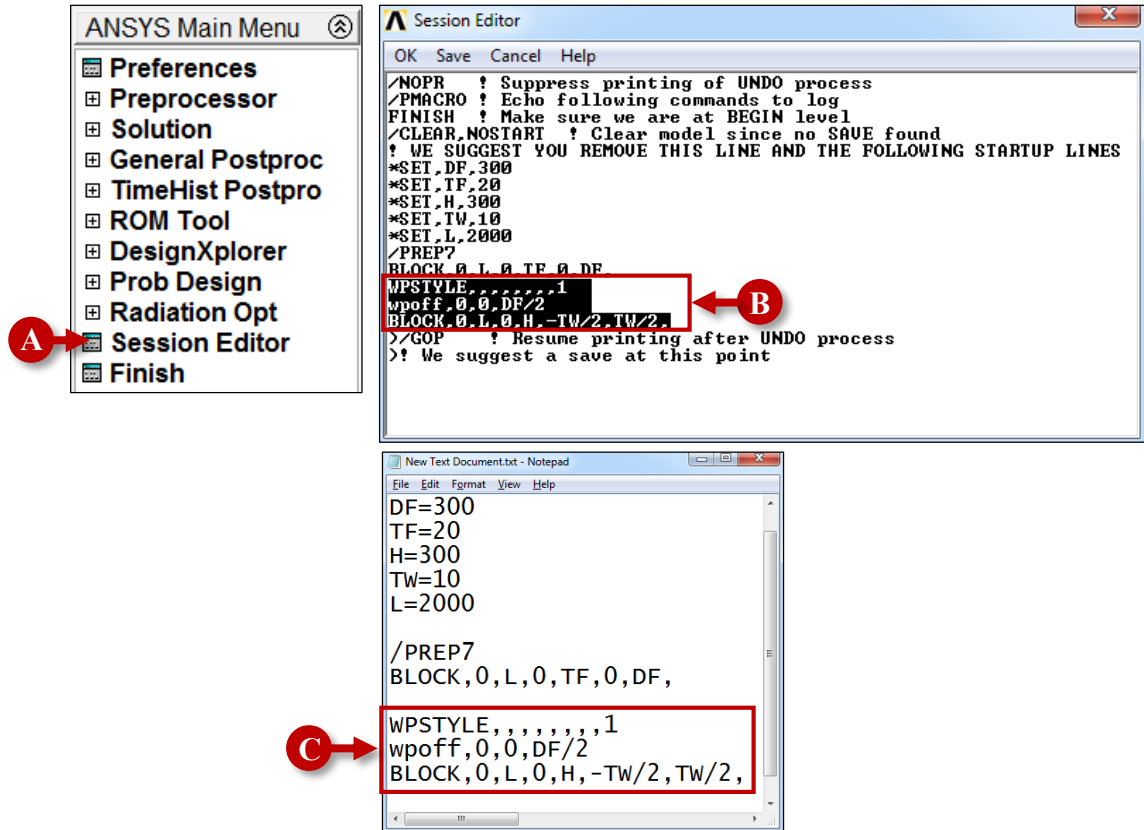 ANSYS Main Menu
Preferences
Preprocessor
Solution
General Postproc
TimeHist Postpro
ROM Tool
DesignXplorer
Prob Design
Radiation Opt
Session Editor
Finish
A
Session Editor
OK Save Cancel Help
/NOPR ! Suppress printing of UNDO process
/PMACRO ! Echo following commands to log
FINISH ! Make sure we are at BEGIN level
/CLEAR,NOSTART ! Clear model since no SAVE found
! WE SUGGEST YOU REMOVE THIS LINE AND THE FOLLOWING STARTUP LINES
*SET,DF,300
*SET,TF,20
*SET,H,300
*SET,TW,10
*SET,L,2000
/PREP7
BLOCK,0,L,0,TF,0,DF,
WPSTYLE,,,,,,,,1
wpoff,0,0,DF/2
BLOCK,0,L,0,H,-TW/2,TW/2,
>/GOP ! Resume printing after UNDO process
>! We suggest a save at this point
B
New Text Document.txt - Notepad
File Edit Format View Help
DF=300
TF=20
H=300
TW=10
L=2000
/PREP7
BLOCK,0,L,0,TF,0,DF,
WPSTYLE,,,,,,,,1
wpoff,0,0,DF/2
BLOCK,0,L,0,H,-TW/2,TW/2,
C